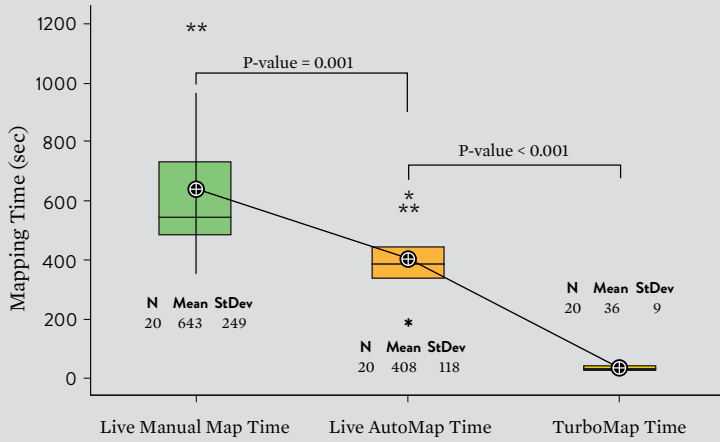 1200
1000
800
600
400
200
0
Mapping Time (sec)
**
P-value = 0.001
P-value < 0.001
*
**
*
N Mean StDev
20 643 249
N Mean StDev
20 408 118
N Mean StDev
20 36 9
Live Manual Map Time
Live AutoMap Time
TurboMap Time